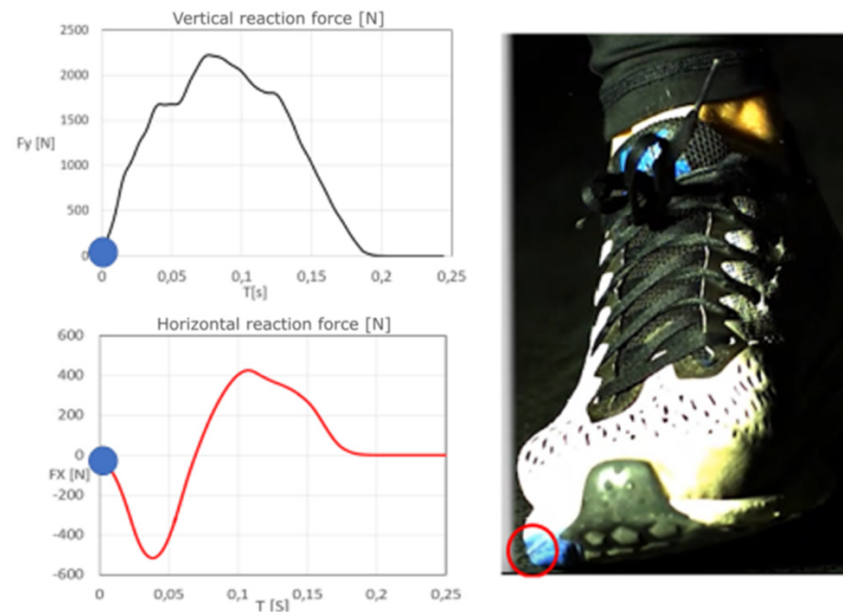 Vertical reaction force [N]
2500
2000
1500
Fy [N]
1000
500
0
0 0,05 0,1 0,15 0,2 0,25
T[s]
Horizontal reaction force [N]
600
400
200
0
FX [N]
-200
-400
-600
0 0,05 0,1 0,15 0,2 0,25
T [S]